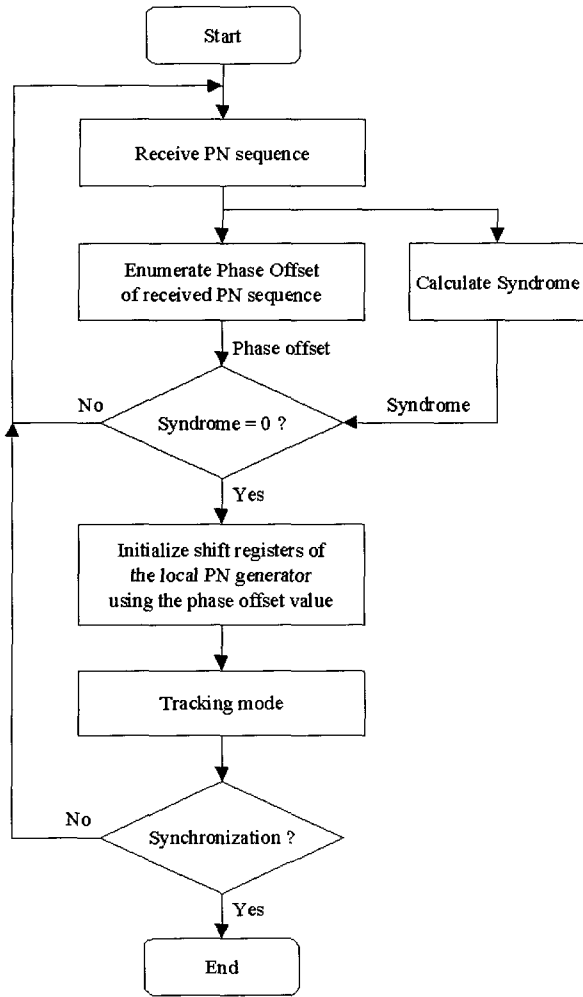 Start
Receive PN sequence
Enumerate Phase Offset
of received PN sequence
Calculate Syndrome
Phase offset
No
Syndrome = 0 ?
Syndrome
Yes
Initialize shift registers of
the local PN generator
using the phase offset value
Tracking mode
No
Synchronization ?
Yes
End